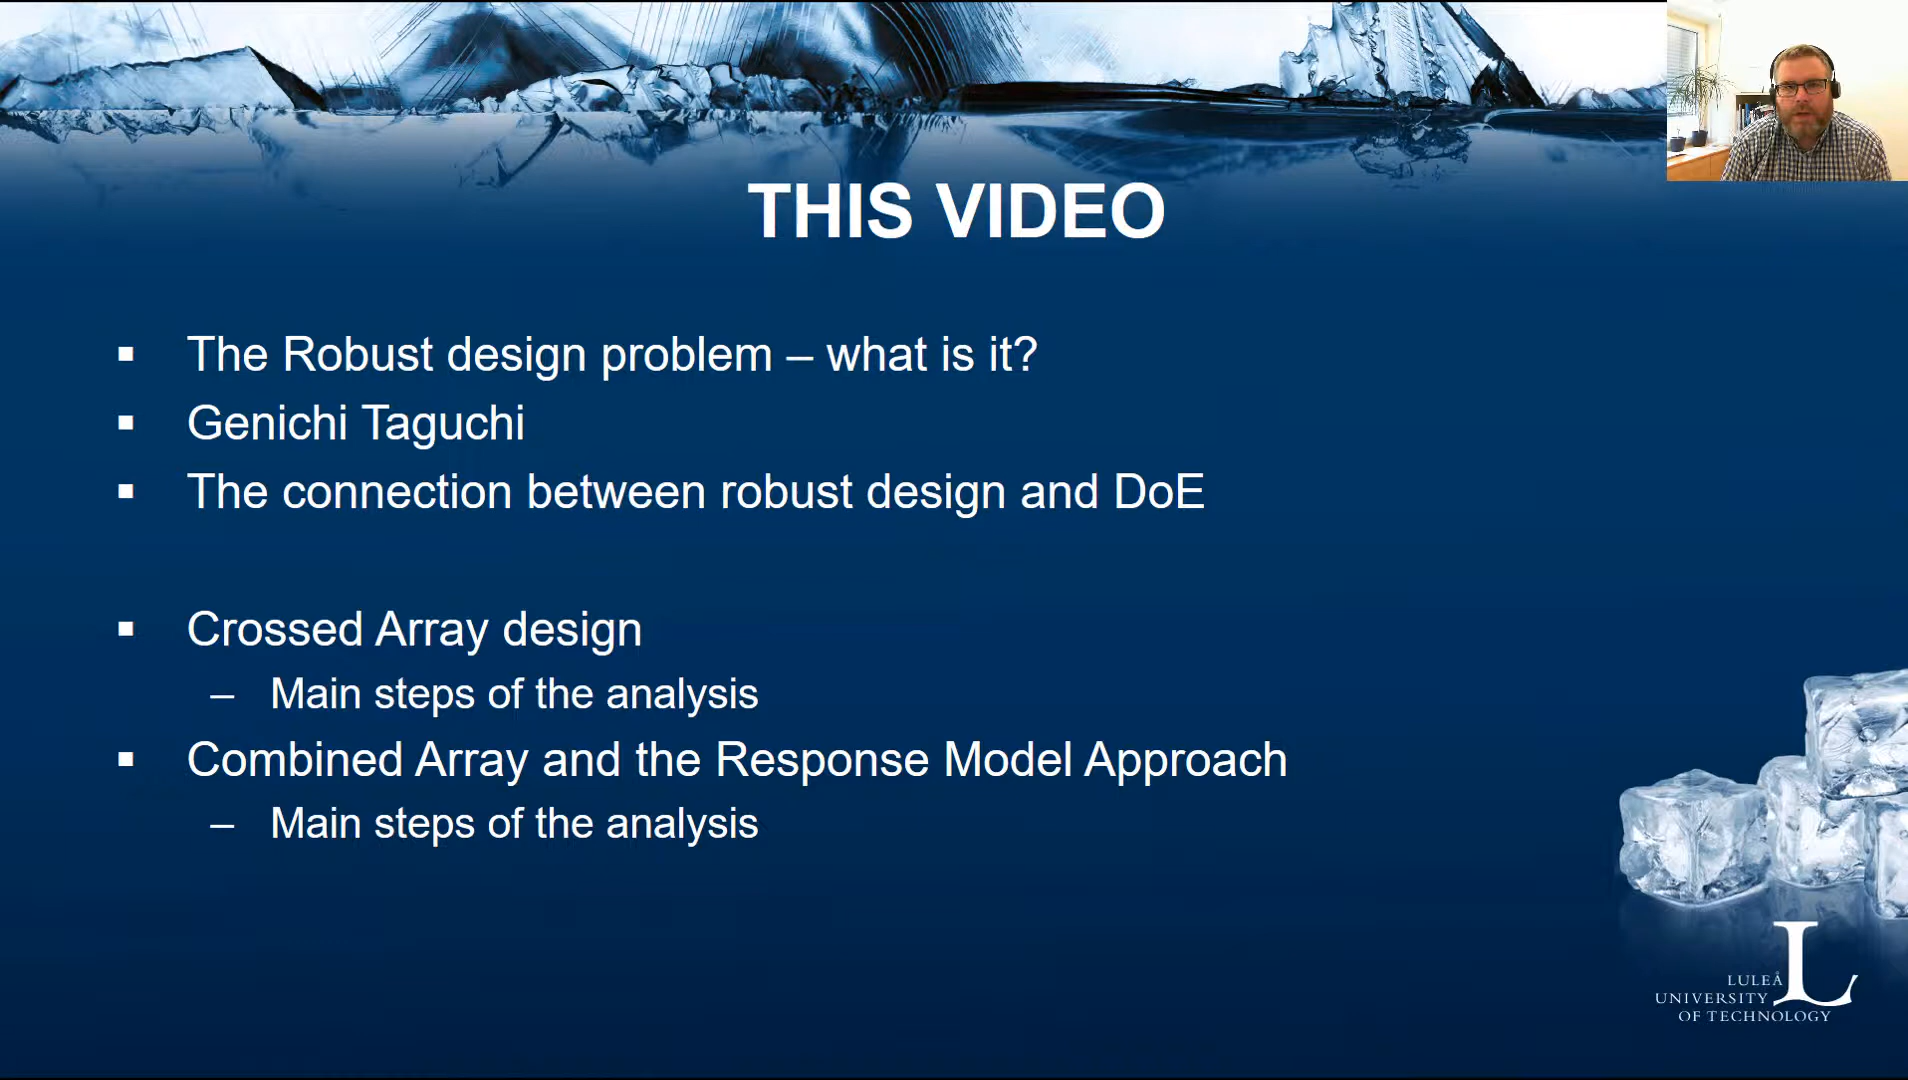 THIS VIDEO
▪ The Robust design problem – what is it?
▪ Genichi Taguchi
▪ The connection between robust design and DoE
▪ Crossed Array design
– Main steps of the analysis
▪ Combined Array and the Response Model Approach
– Main steps of the analysis
LULEÅ
UNIVERSITY
OF TECHNOLOGY
L